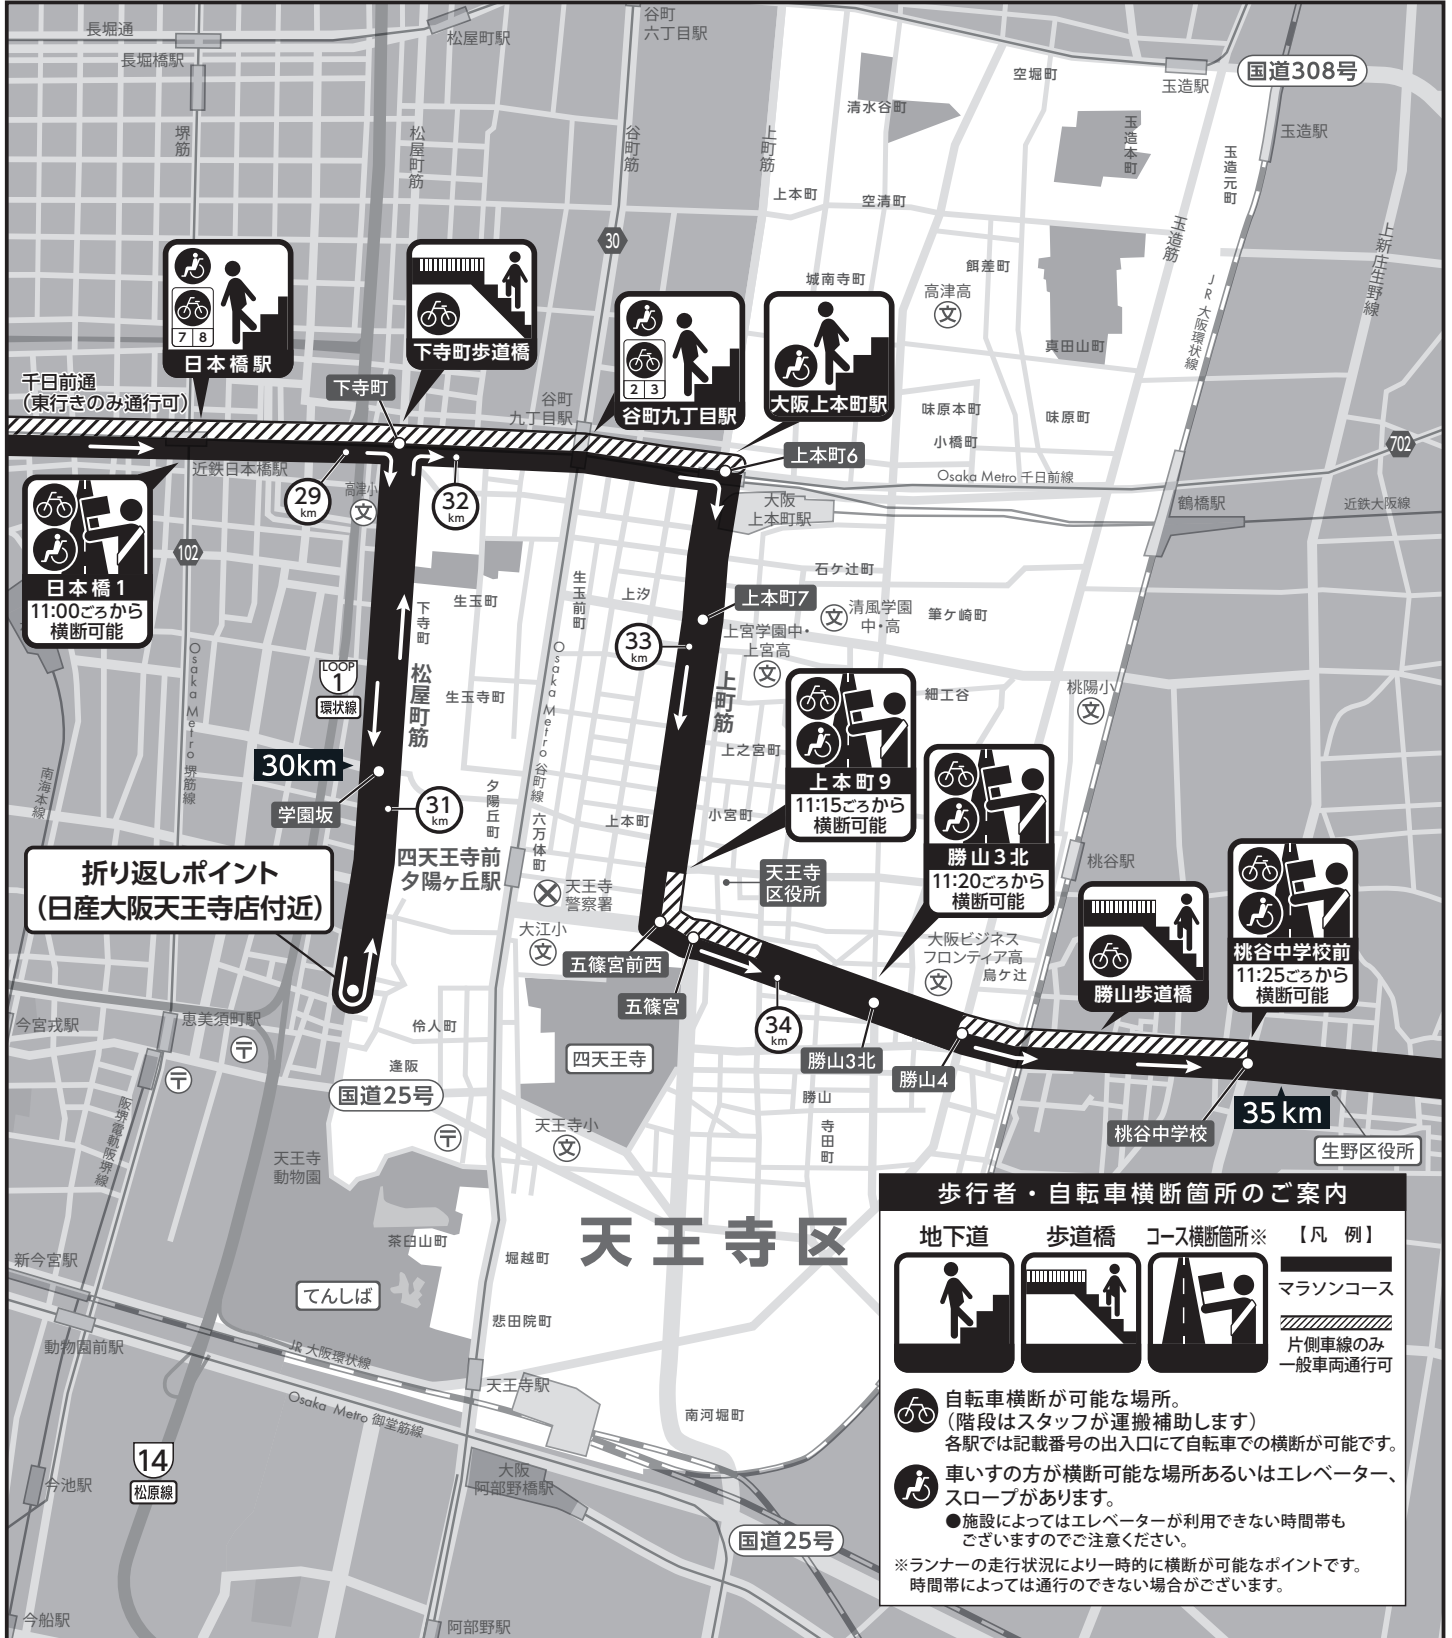 長堀通
長堀橋駅
松屋町駅
谷町
六丁目駅
空堀町
玉造駅
国道308号
玉造駅
清水谷町
玉造本町
玉造元町
堺筋
松屋町筋
谷町筋
上町筋
上本町
空清町
玉造筋
上新庄生野線
30
城南寺町
餌差町
高津高
文
真田山町
JR大阪環状線
7 8
日本橋駅
下寺町歩道橋
2 3
谷町九丁目駅
大阪上本町駅
千日前通
(東行きのみ通行可)
下寺町
谷町
九丁目駅
味原本町
味原町
小橋町
上本町6
702
近鉄日本橋駅
Osaka Metro 千日前線
29
km
高津小
文
32
km
大阪
上本町駅
鶴橋駅
近鉄大阪線
日本橋1
11:00ごろから
横断可能
102
生玉町
下寺町
生玉前町
上汐
石ケ辻町
上本町7
文
清風学園
中・高
筆ケ崎町
33
km
上宮学園中・
上宮高
文
LOOP
1
環状線
松屋町筋
生玉寺町
Osaka Metro 谷町線
上町筋
細工谷
桃陽小
文
Osaka Metro 堺筋線
上之宮町
南海本線
30km
上本町9
11:15ごろから
横断可能
学園坂
31
km
夕陽丘町
六万体町
上本町
小宮町
勝山3北
11:20ごろから
横断可能
折り返しポイント
(日産大阪天王寺店付近)
四天王寺前
夕陽ヶ丘駅
天王寺
警察署
天王寺
区役所
桃谷駅
桃谷中学校前
11:25ごろから
横断可能
大江小
文
五篠宮前西
大阪ビジネス
フロンティア高
文
烏ケ辻
勝山歩道橋
五篠宮
今宮戎駅
恵美須町駅
伶人町
34
km
四天王寺
勝山3北
勝山4
逢阪
国道25号
勝山
35km
阪堺電軌阪堺線
天王寺小
文
寺田町
桃谷中学校
生野区役所
天王寺
動物園
天王寺区
茶臼山町
堀越町
新今宮駅
てんしば
悲田院町
動物園前駅
JR大阪環状線
天王寺駅
Osaka Metro 御堂筋線
南河堀町
14
松原線
今池駅
大阪
阿部野橋駅
国道25号
今船駅
阿部野駅
歩行者・自転車横断箇所のご案内
地下道
歩道橋
コース横断箇所※
【凡 例】
マラソンコース
片側車線のみ
一般車両通行可
自転車横断が可能な場所。
(階段はスタッフが運搬補助します)
各駅では記載番号の出入口にて自転車での横断が可能です。
車いすの方が横断可能な場所あるいはエレベーター、
スロープがあります。
●施設によってはエレベーターが利用できない時間帯も
ございますのでご注意ください。
※ランナーの走行状況により一時的に横断が可能なポイントです。
時間帯によっては通行のできない場合がございます。